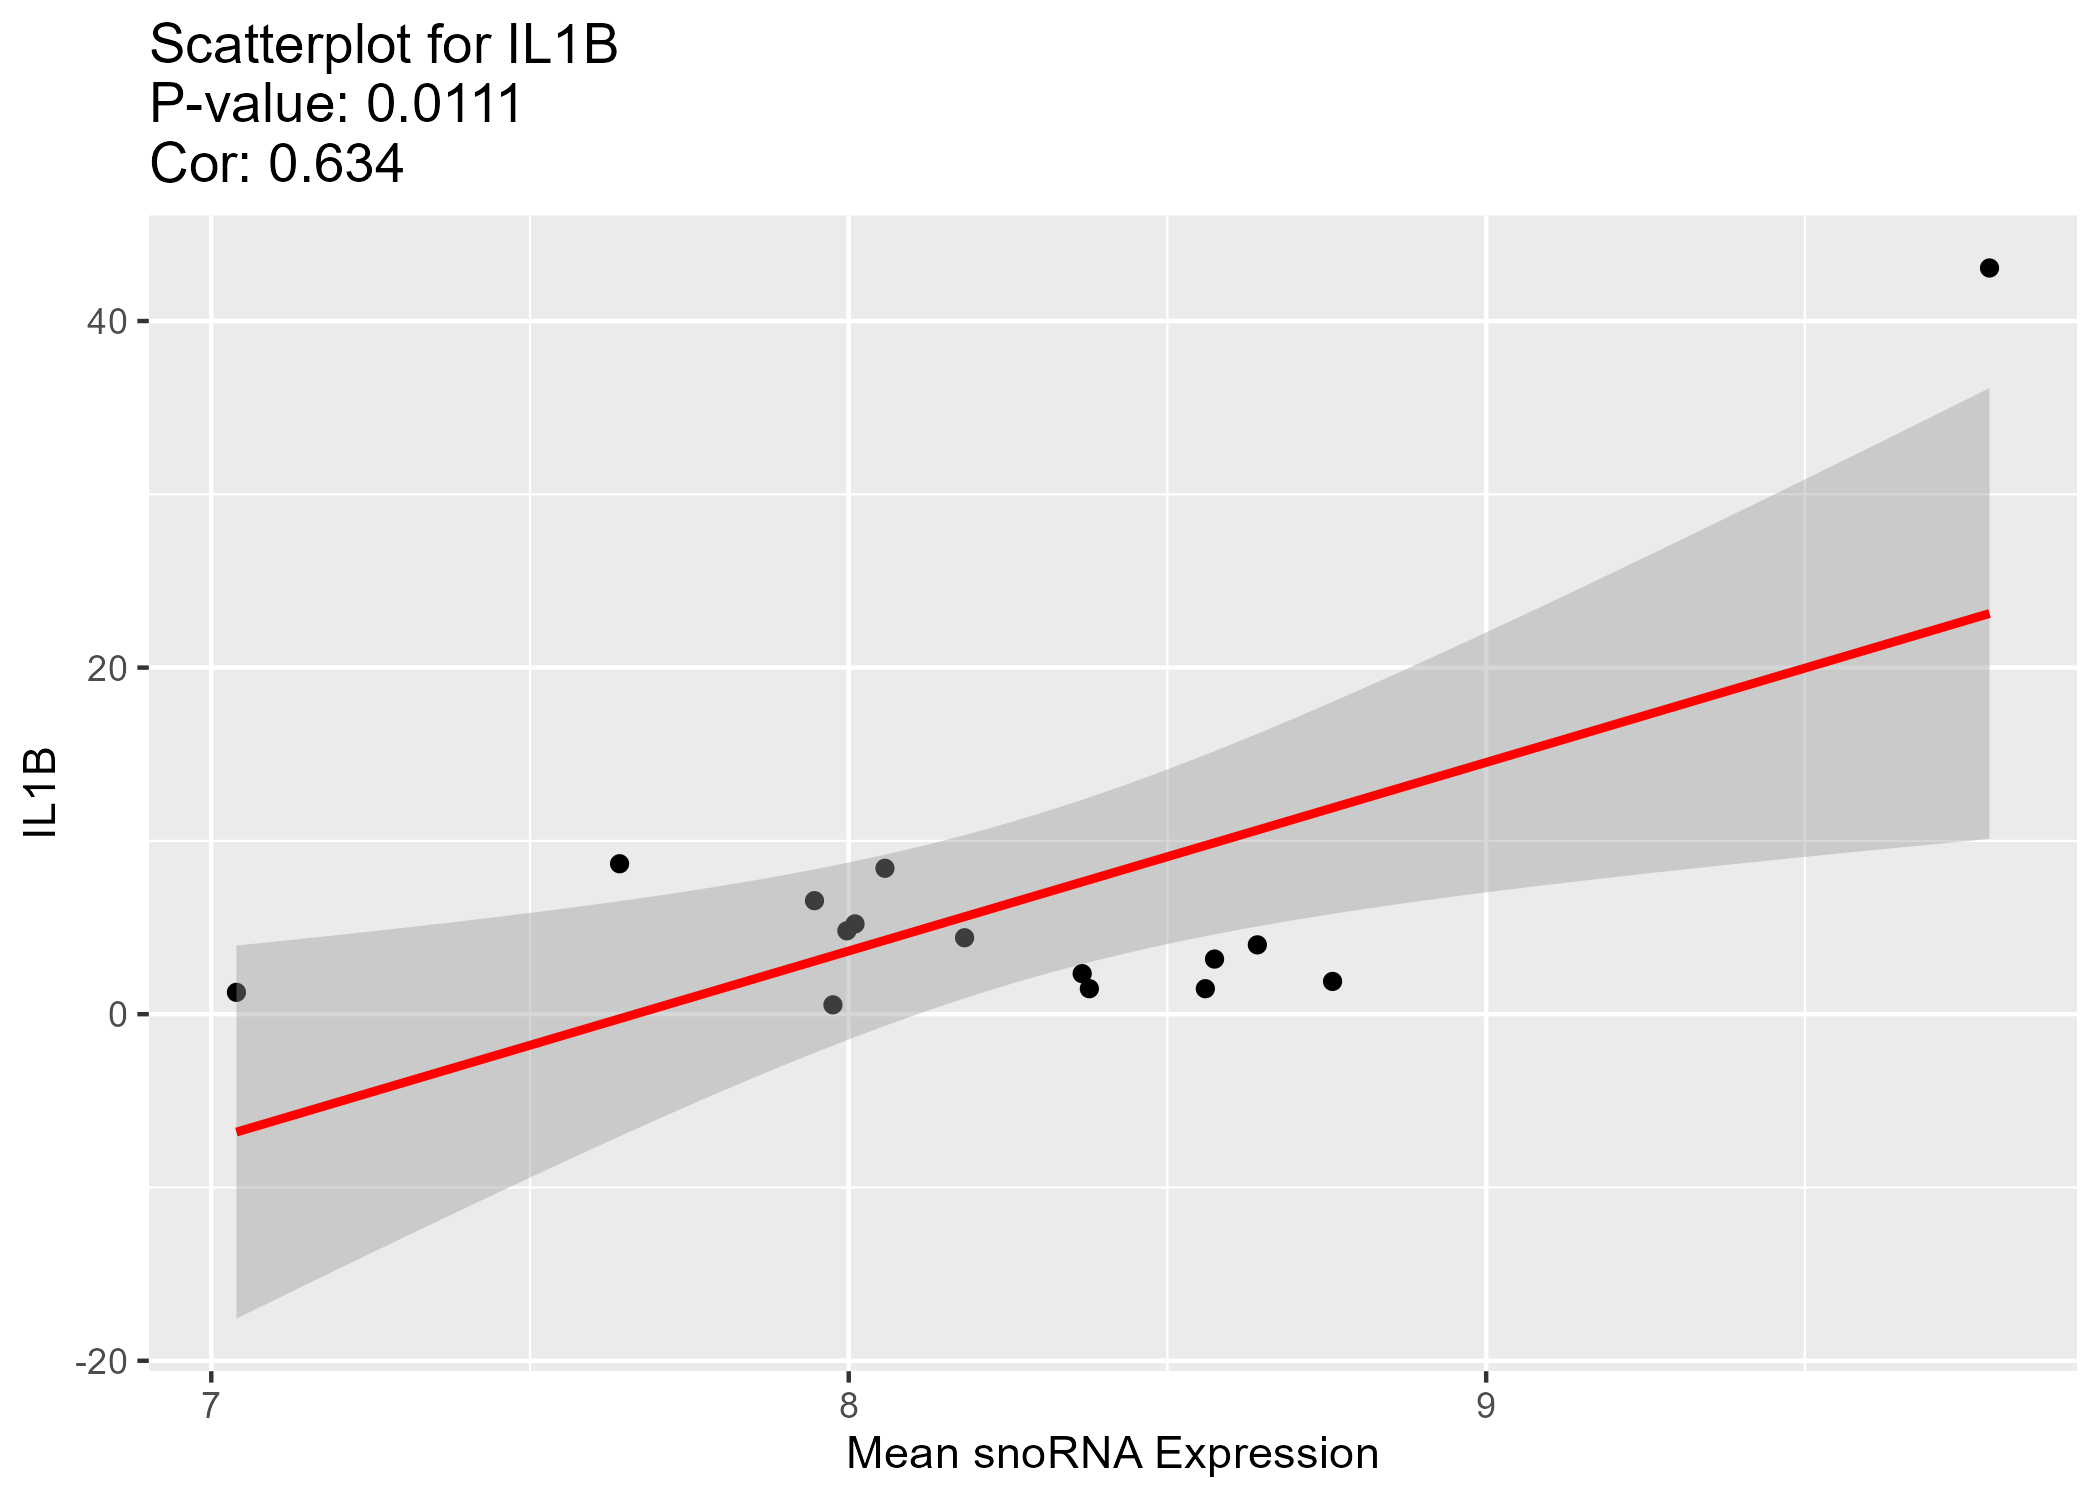 Scatterplot for IL1B
P-value: 0.0111
Cor: 0.634
40
20
0
-20
IL1B
7 8 9
Mean snoRNA Expression